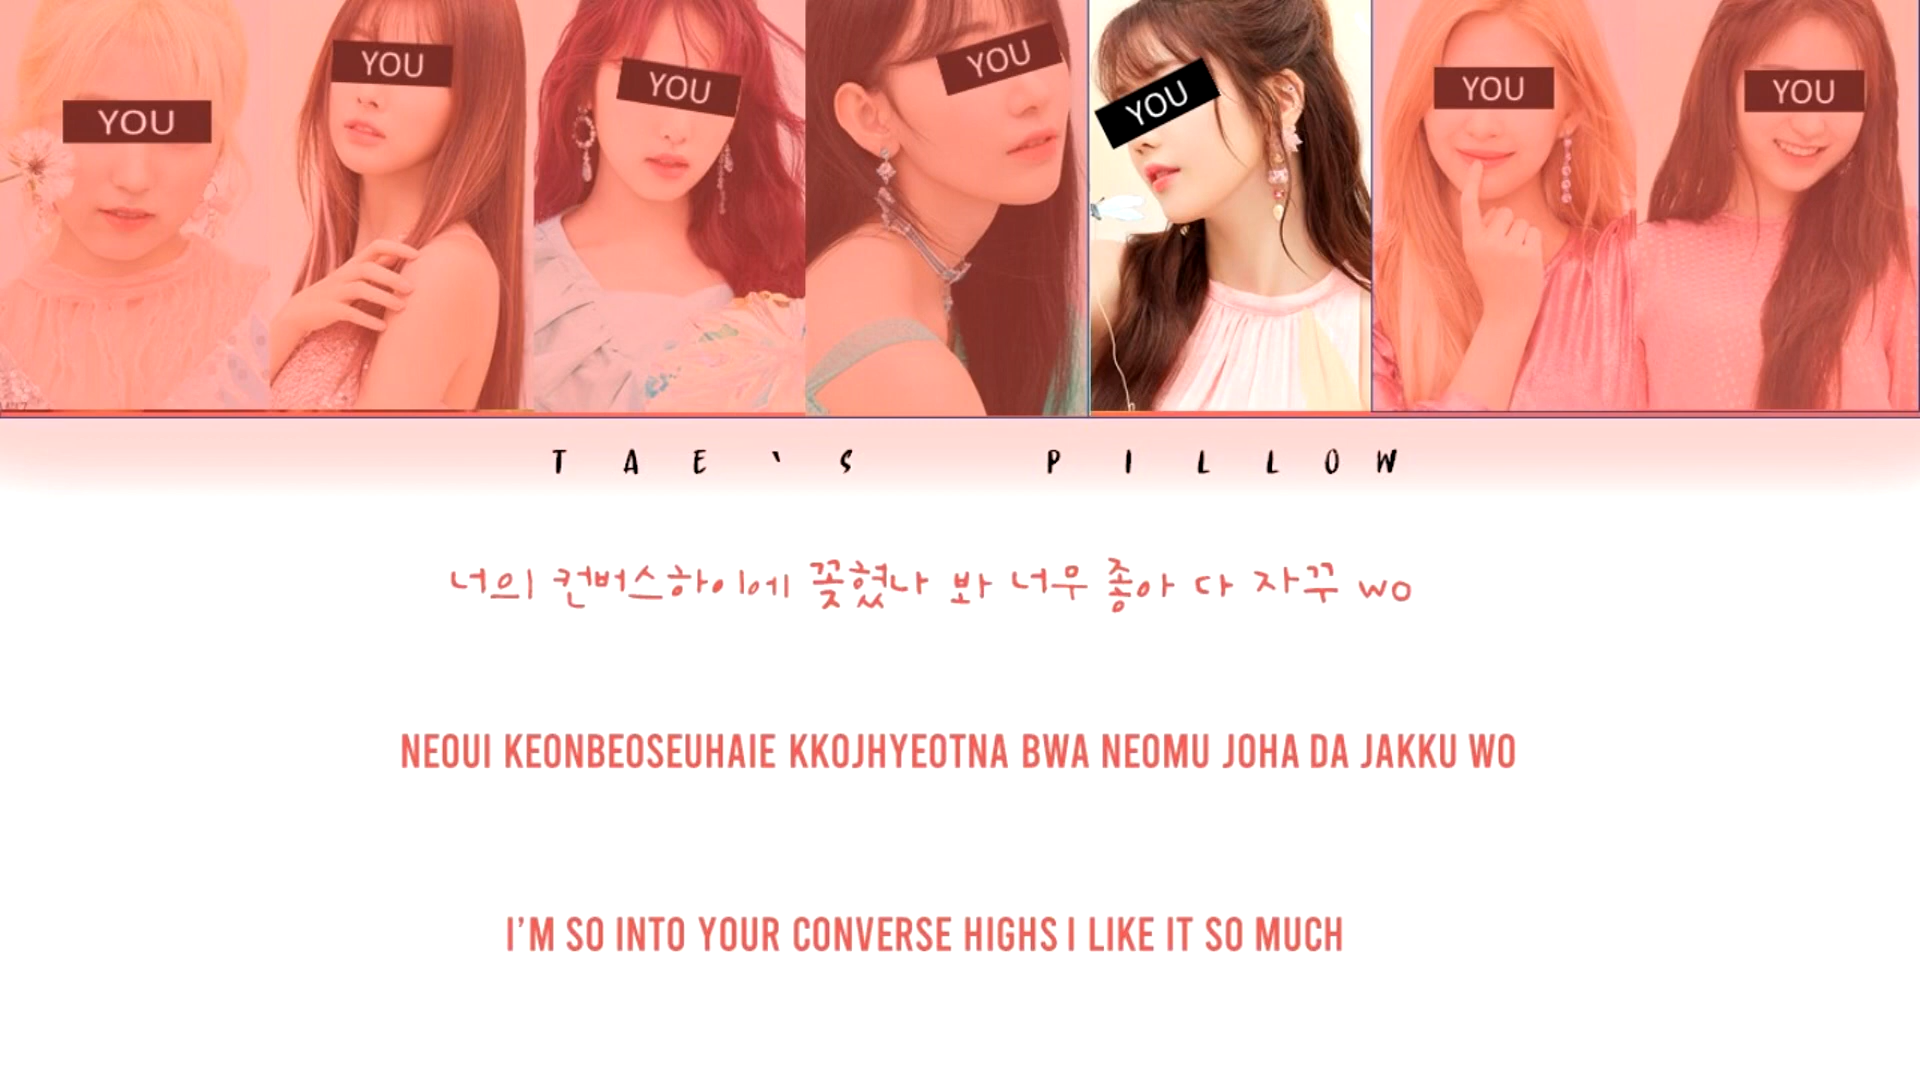 YOU YOU YOU YOU YOU YOU YOU
TAE`S PILLOW
너의 컨버스하이에 꽂혔나 봐 너무 좋아 다 자꾸 wo
NEOUI KEONBEOSEUHAIE KKOJHYEOTNA BWA NEOMU JOHA DA JAKKU WO
I'M SO INTO YOUR CONVERSE HIGHS I LIKE IT SO MUCH